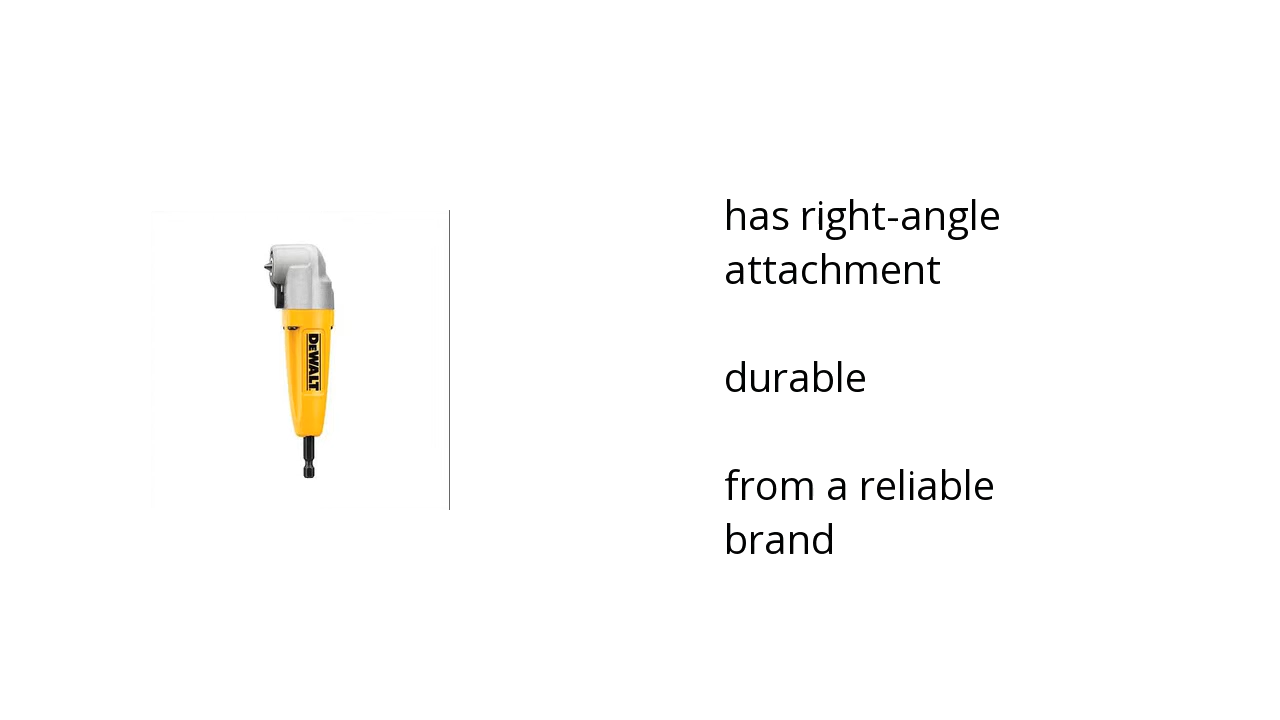 DEWALT
has right-angle
attachment
durable
from a reliable
brand